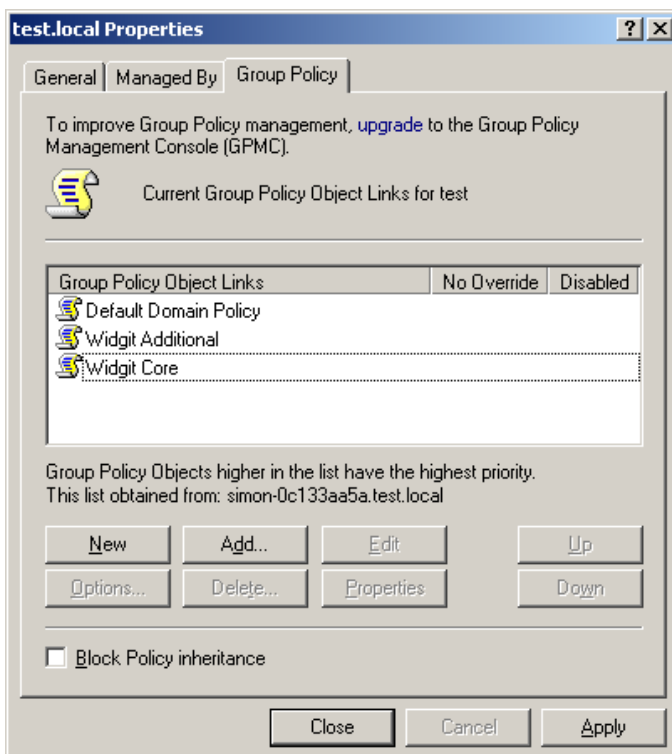 test.local Properties
General Managed By Group Policy
To improve Group Policy management, upgrade to the Group Policy
Management Console (GPMC).
Current Group Policy Object Links for test
Group Policy Object Links No Override Disabled
Default Domain Policy
Widgit Additional
Widgit Core
Group Policy Objects higher in the list have the highest priority.
This list obtained from: simon-0c133aa5a.test.local
New Add... Edit Up
Options... Delete... Properties Down
Block Policy inheritance
Close Cancel Apply